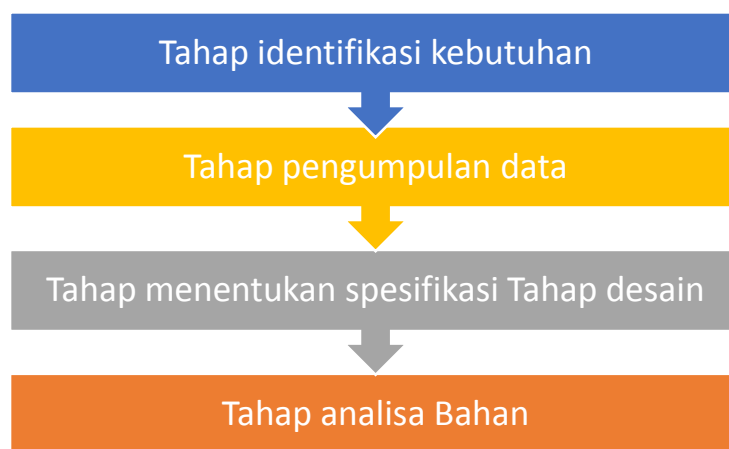 Tahap identifikasi kebutuhan
Tahap pengumpulan data
Tahap menentukan spesifikasi Tahap desain
Tahap analisa Bahan